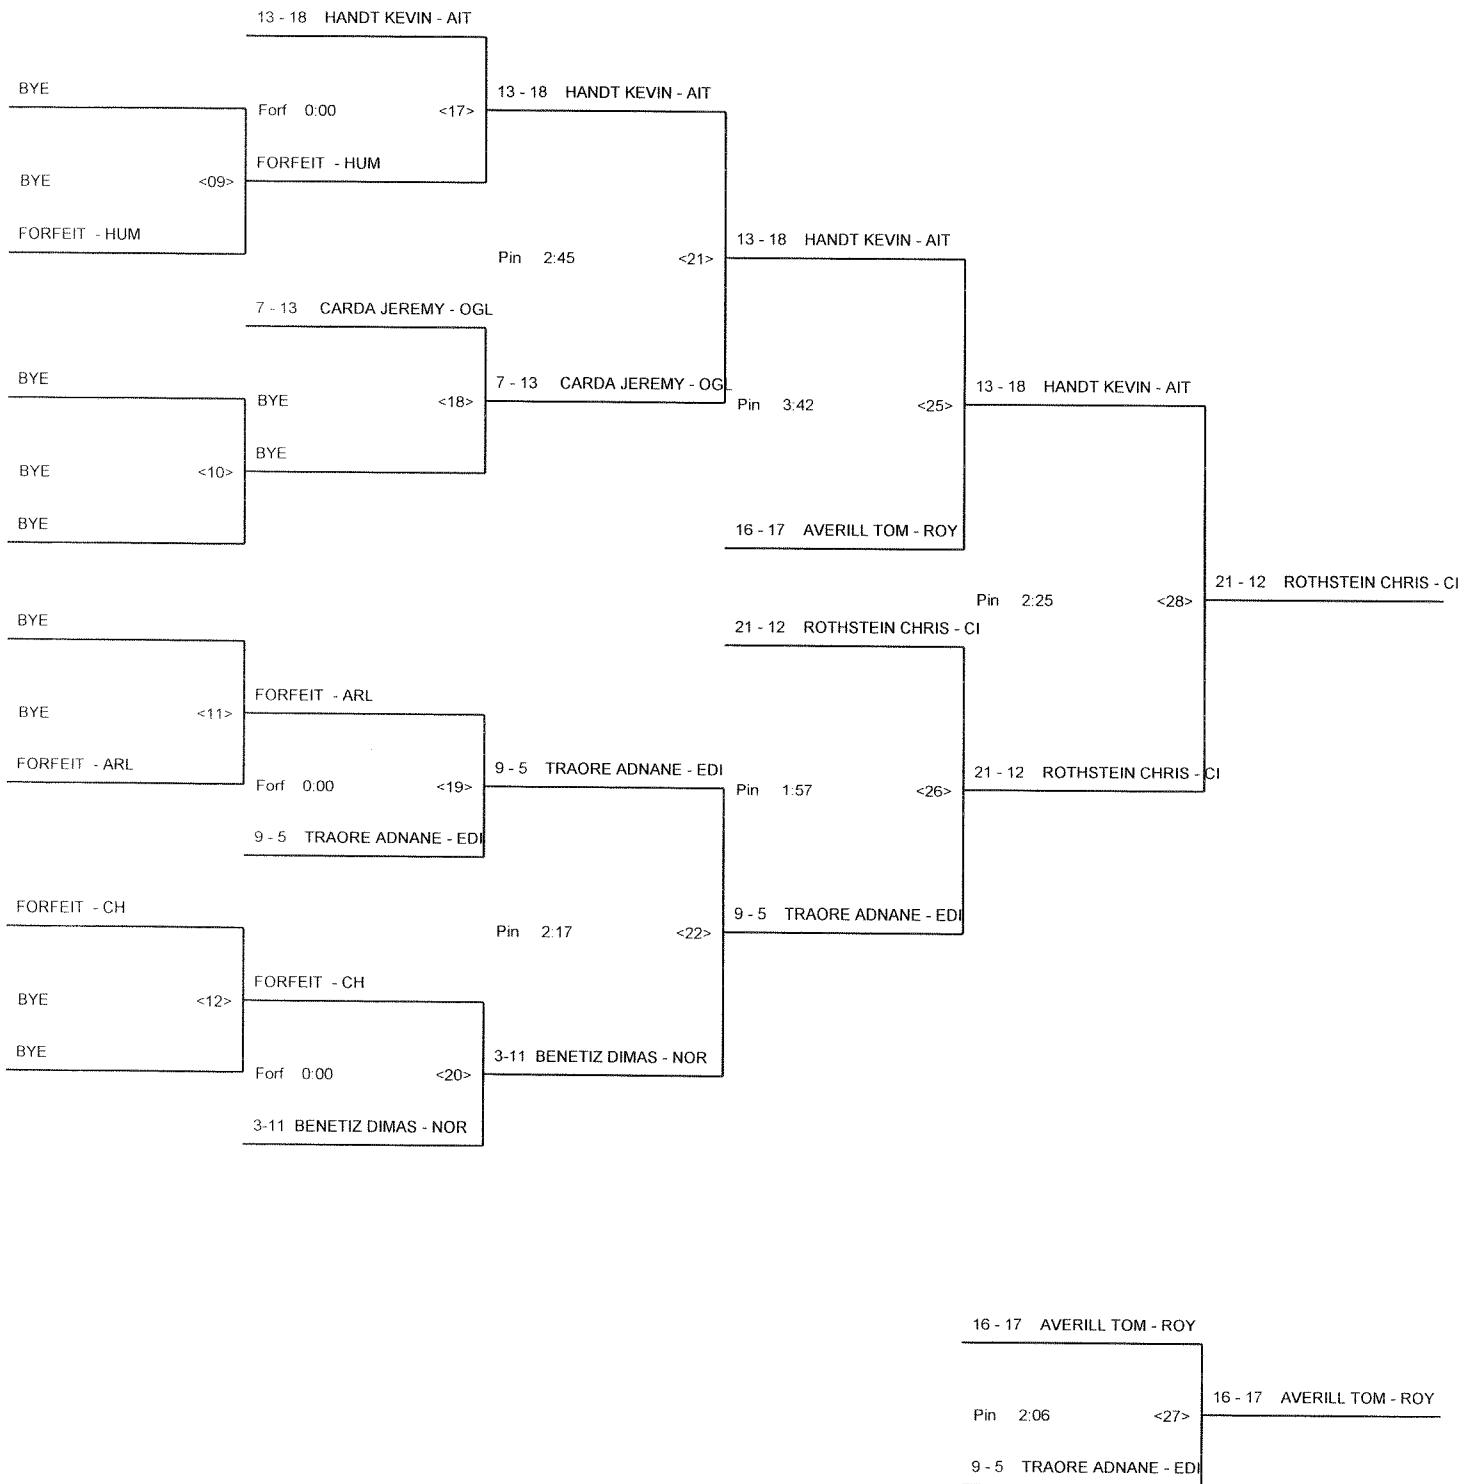 13 - 18 HANDT KEVIN - AIT
BYE
Forf 0:00 <17>
13 - 18 HANDT KEVIN - AIT
BYE <09>
FORFEIT - HUM
FORFEIT - HUM
Pin 2:45 <21>
13 - 18 HANDT KEVIN - AIT
7 - 13 CARDA JEREMY - OGL
BYE
BYE <18>
7 - 13 CARDA JEREMY - OGL
Pin 3:42 <25>
13 - 18 HANDT KEVIN - AIT
BYE <10>
BYE
BYE
16 - 17 AVERILL TOM - ROY
Pin 2:25 <28>
21 - 12 ROTHSTEIN CHRIS - CI
BYE
21 - 12 ROTHSTEIN CHRIS - CI
BYE <11>
FORFEIT - ARL
FORFEIT - ARL
Forf 0:00 <19>
9 - 5 TRAORE ADNANE - EDI
Pin 1:57 <26>
21 - 12 ROTHSTEIN CHRIS - CI
9 - 5 TRAORE ADNANE - EDI
FORFEIT - CH
Pin 2:17 <22>
9 - 5 TRAORE ADNANE - EDI
BYE <12>
FORFEIT - CH
BYE
Forf 0:00 <20>
3-11 BENETIZ DIMAS - NOR
3-11 BENETIZ DIMAS - NOR
16 - 17 AVERILL TOM - ROY
Pin 2:06 <27>
16 - 17 AVERILL TOM - ROY
9 - 5 TRAORE ADNANE - EDI